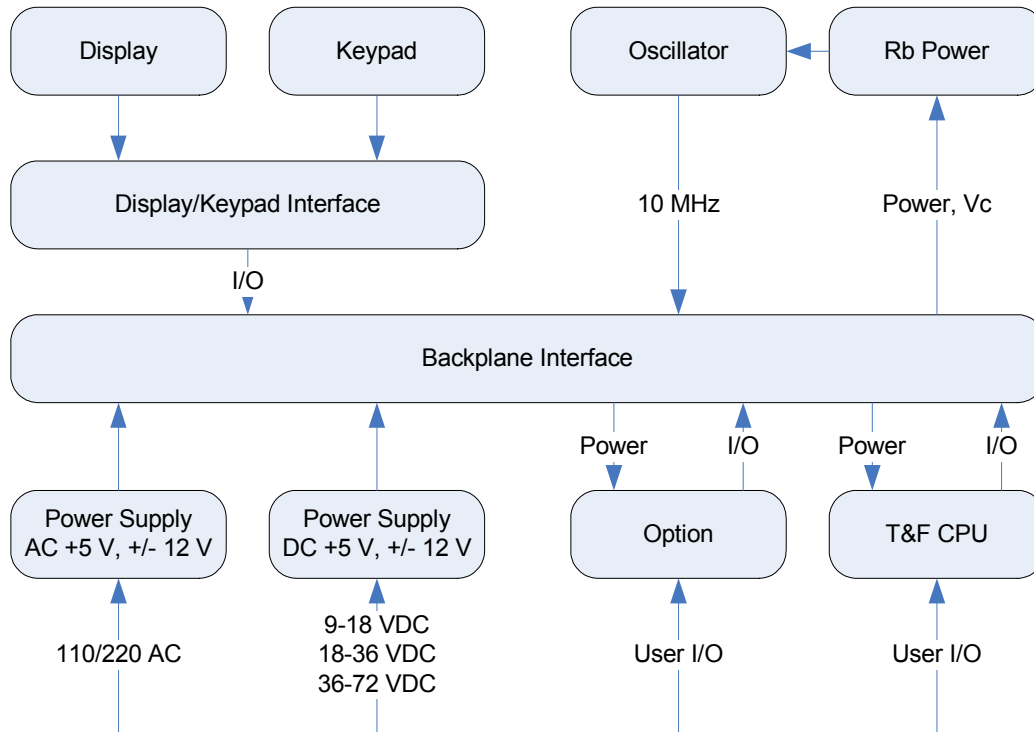 Display
Keypad
Oscillator
Rb Power
Display/Keypad Interface
10 MHz
Power, Vc
I/O
Backplane Interface
Power
I/O
Power
I/O
Power Supply
AC +5 V, +/- 12 V
Power Supply
DC +5 V, +/- 12 V
Option
T&F CPU
110/220 AC
9-18 VDC
18-36 VDC
36-72 VDC
User I/O
User I/O